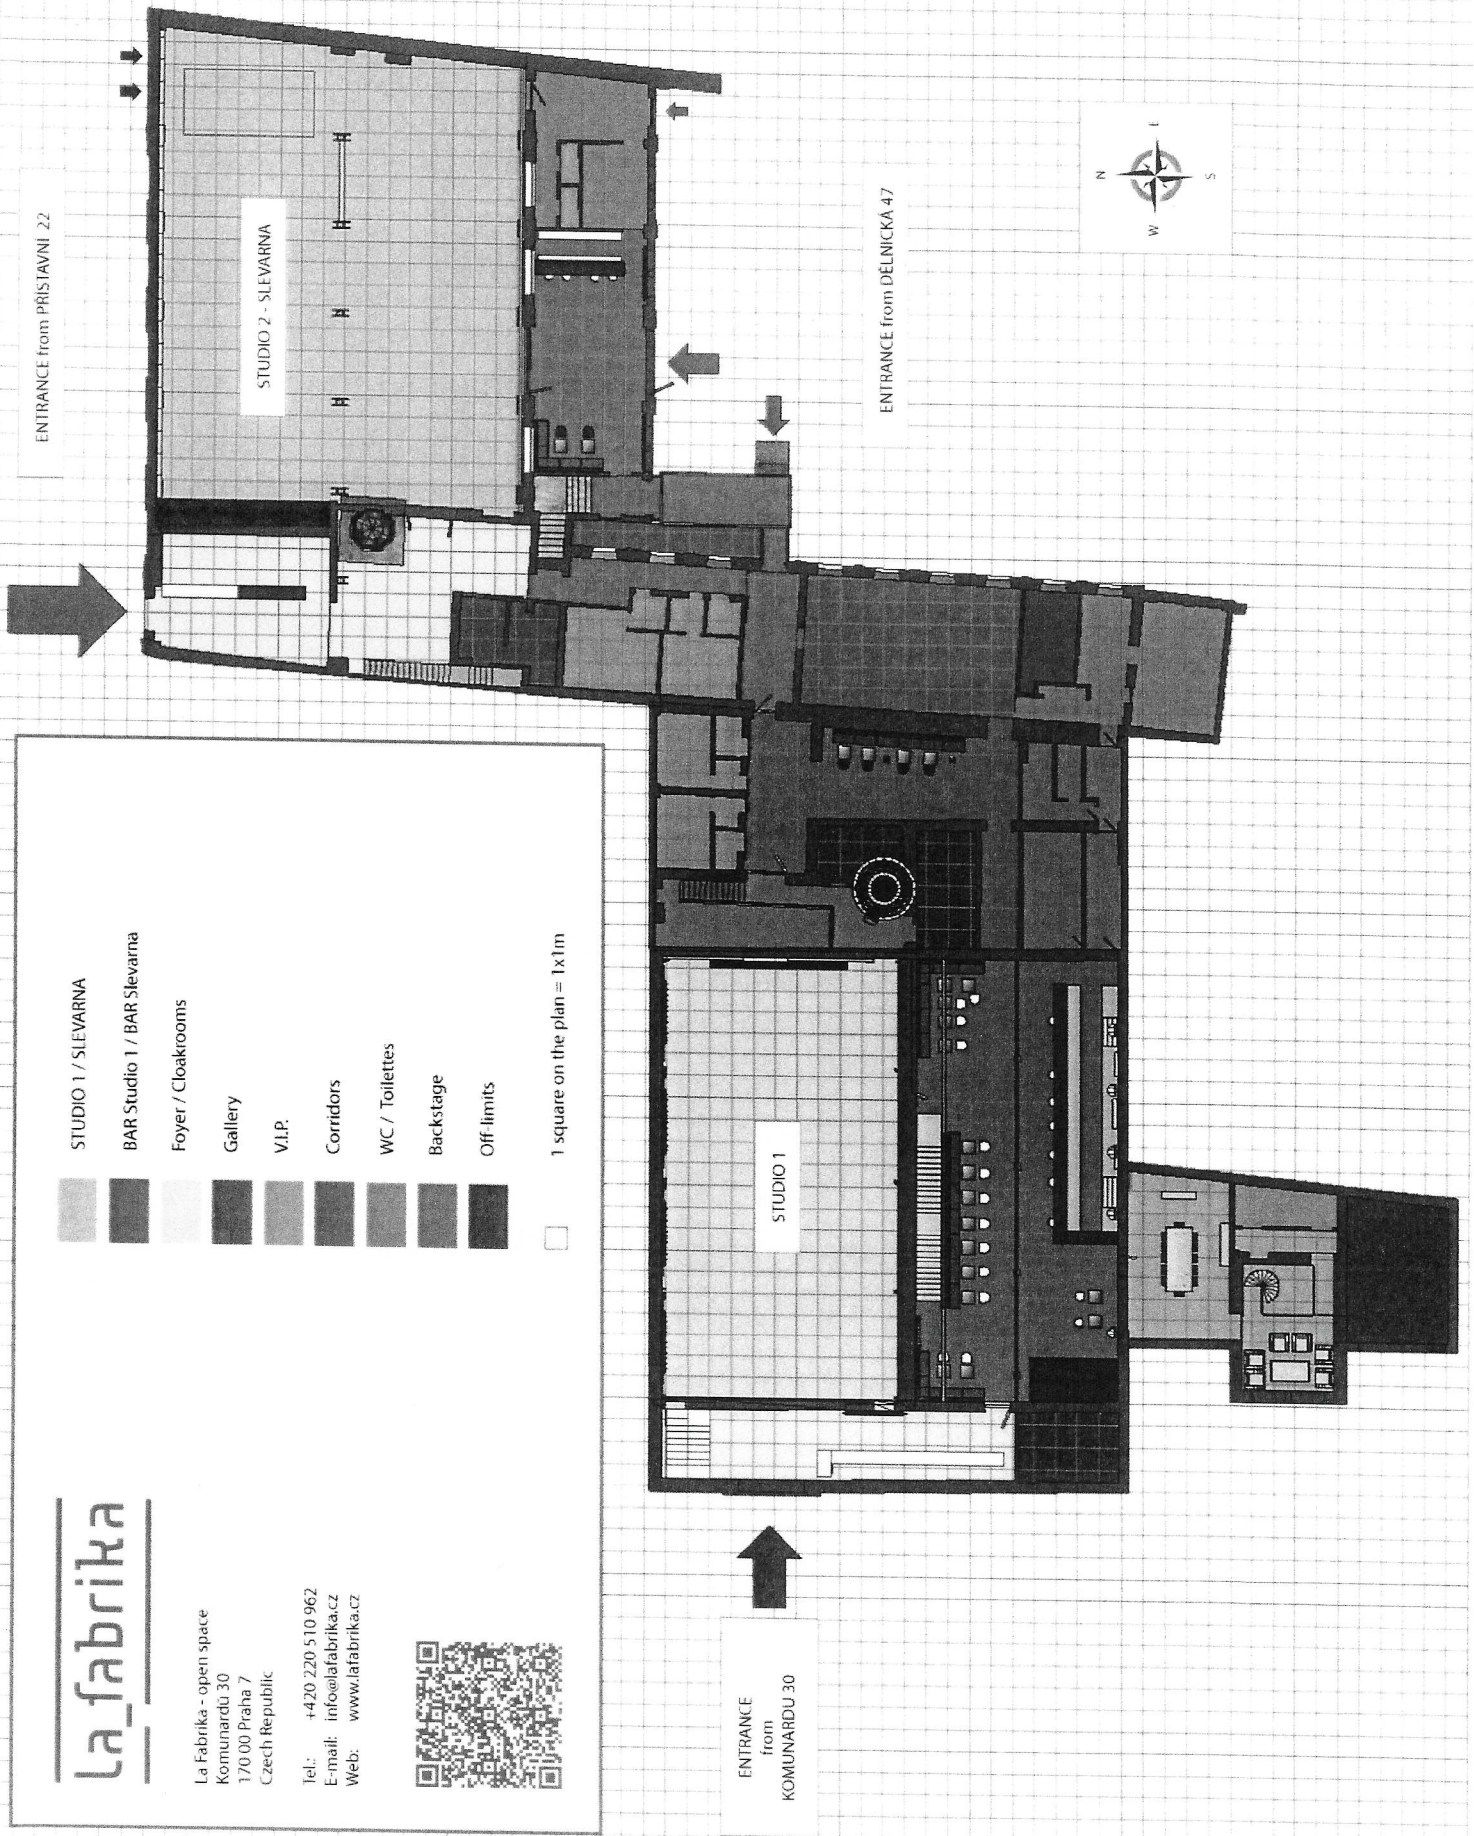 la_fabrika
La Fabrika - open space
Komunardů 30
170 00 Praha 7
Czech Republic
Tel.: +420 220 510 962
E-mail: info@lafabrika.cz
Web: www.lafabrika.cz
STUDIO 1 / SLEVARNA
BAR Studio 1 / BAR Slevarna
Foyer / Cloakrooms
Gallery
V.I.P.
Corridors
WC / Toilettes
Backstage
Off-limits
1 square on the plan = 1x1m
ENTRANCE from PŘÍSTAVNÍ 22
STUDIO 2 - SLEVARNA
STUDIO 1
ENTRANCE
from
KOMUNARDU 30
ENTRANCE from DĚLNICKÁ 47
N
W
E
S